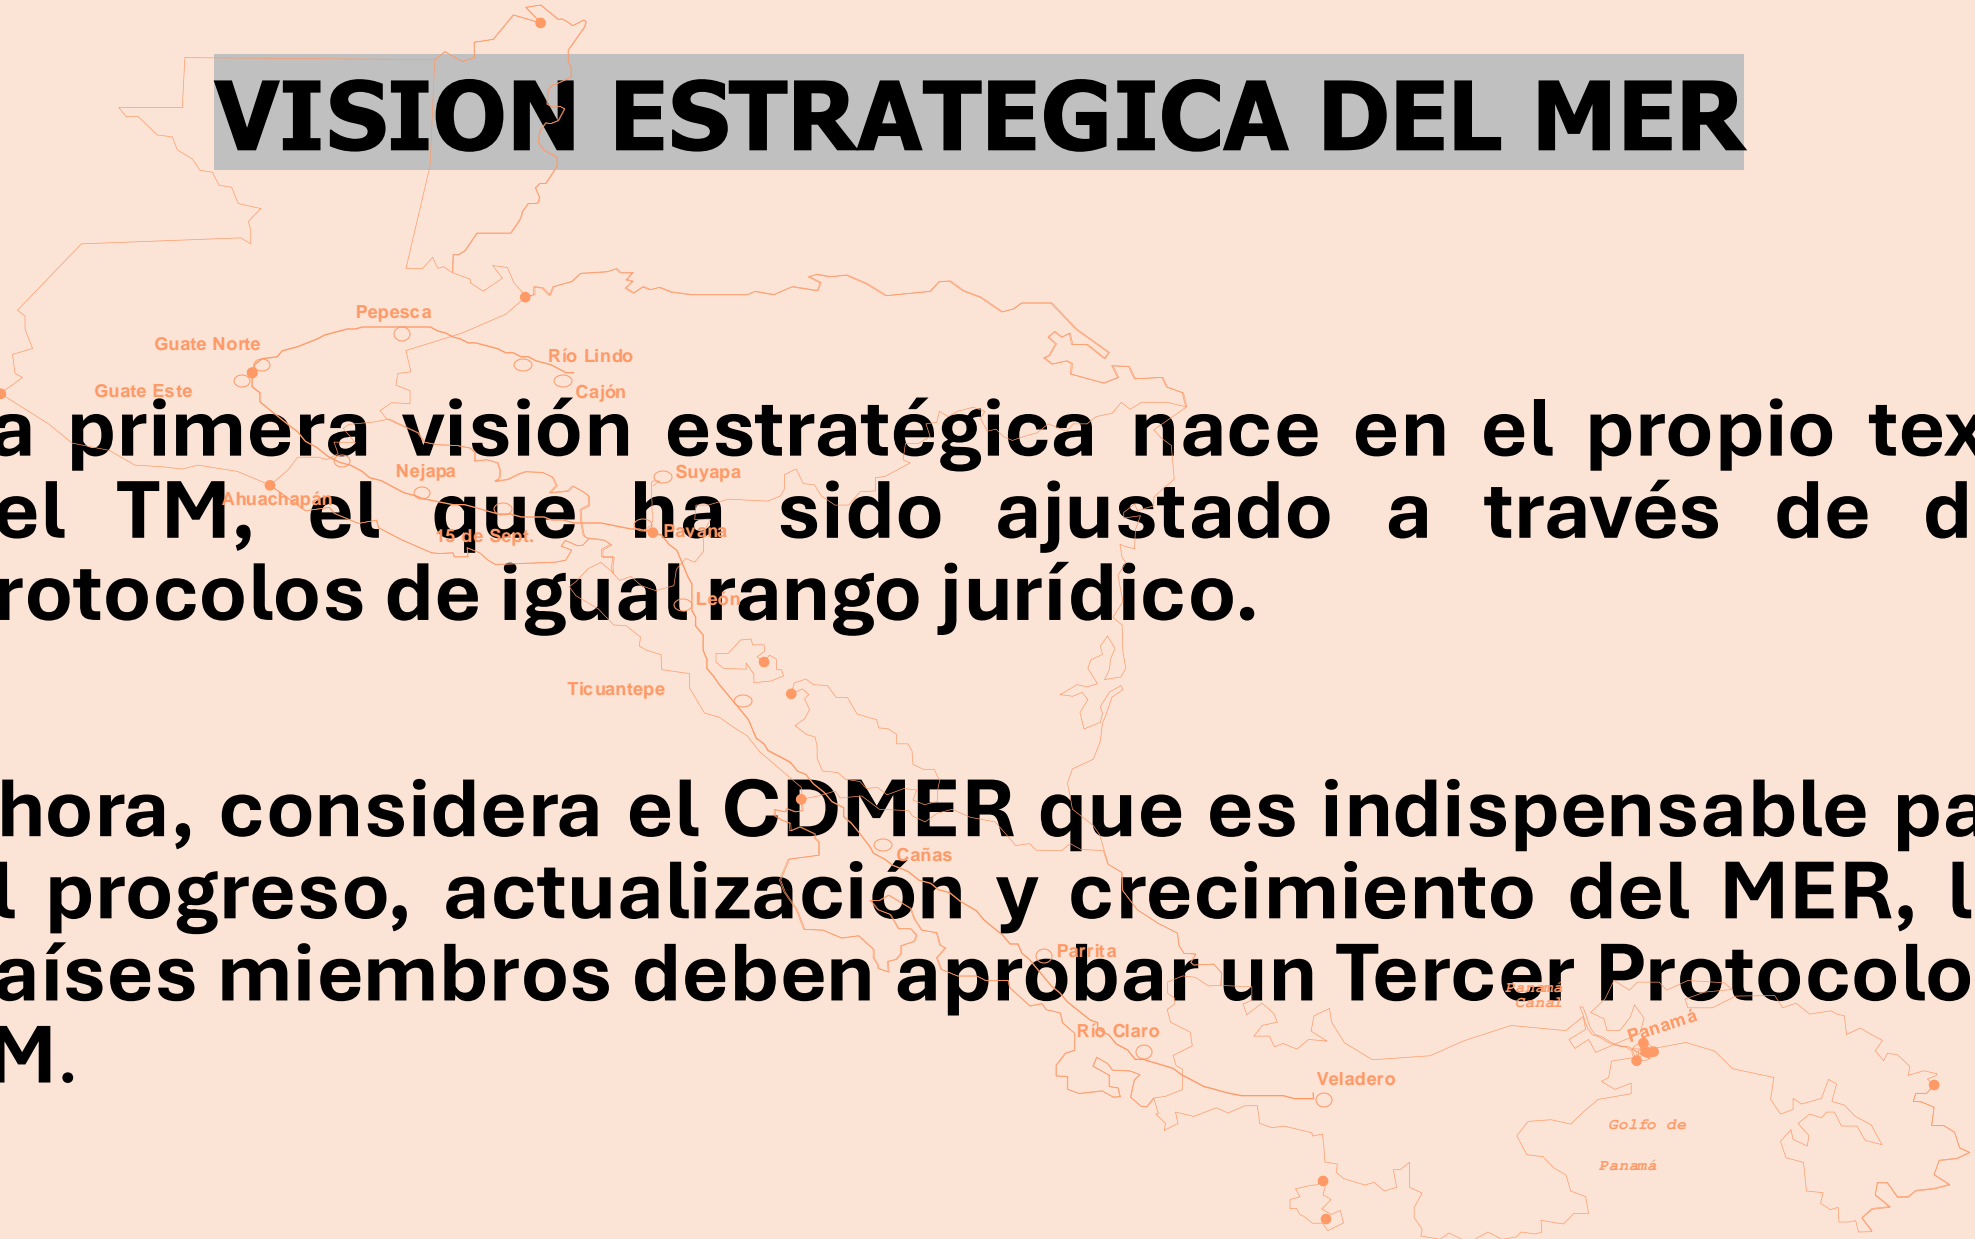 VISION ESTRATEGICA DEL MER
Pepesca
Guate Norte
Río Lindo
Guate Este
Cajón
a primera visión estratégica nace en el propio tex
Nejapa
Suyapa
Ahuachapán
el TM, el que ha sido ajustado a través de d
15 de Sept.
Pavana
rotocolos de igual rango jurídico.
León
Ticuantepe
hora, considera el CDMER que es indispensable pa
Cañas
l progreso, actualización y crecimiento del MER, l
Parrita
aíses miembros deben aprobar un Tercer Protocolo
Panamá
Canal
Panamá
Río Claro
M.
Veladero
Golfo de
Panamá